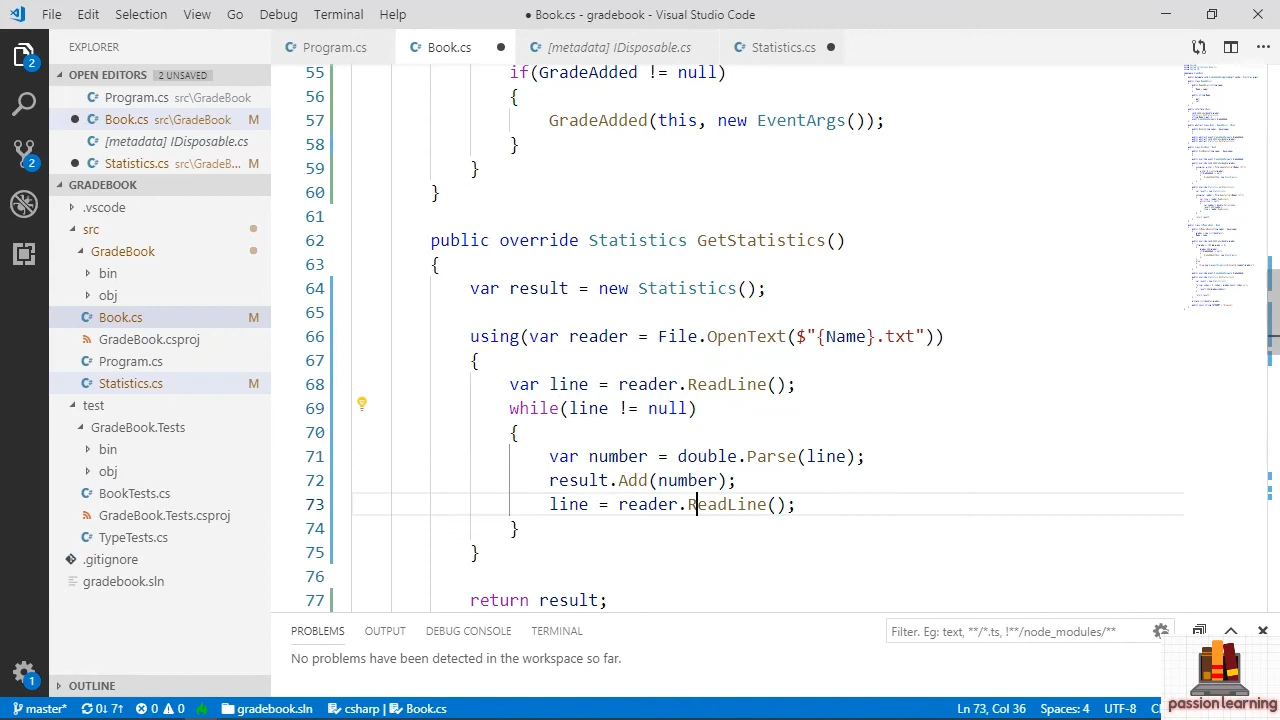 File Edit Selection View Go Debug Terminal Help
● Book.cs - gradebook - Visual Studio Code
EXPLORER
OPEN EDITORS 2 UNSAVED
Program.cs src\GradeBook
Book.cs src\GradeBook M
[metadata] IDisposable.cs
Statistics.cs src\GradeB... M
GRADEBOOK
src
bin
obj
Book.cs M
GradeBook.csproj
Program.cs
Statistics.cs M
test
GradeBook.Tests
bin
obj
BookTests.cs
GradeBook.Tests.csproj
TypeTests.cs
.gitignore
gradebook.sln
OUTLINE
Program.cs Book.cs ● [metadata] IDisposable.cs Statistics.cs ●
55 if(GradeAdded != null)
56 {
57 GradeAdded(this, new EventArgs());
58 }
59 }
60 }
61
62 public override Statistics GetStatistics()
63 {
64 var result = new Statistics();
65
66 using(var reader = File.OpenText($"{Name}.txt"))
67 {
68 var line = reader.ReadLine();
69 while(line != null)
70 {
71 var number = double.Parse(line);
72 result.Add(number);
73 line = reader.ReadLine();
74 }
75 }
76
77 return result;
PROBLEMS OUTPUT DEBUG CONSOLE TERMINAL
Filter. Eg: text, **/*.ts, !**/node_modules/**
No problems have been detected in the workspace so far.
passion learning
master* 0↓ 7↑ 0 0 gradebook.sln csharp | Book.cs
Ln 73, Col 36 Spaces: 4 UTF-8